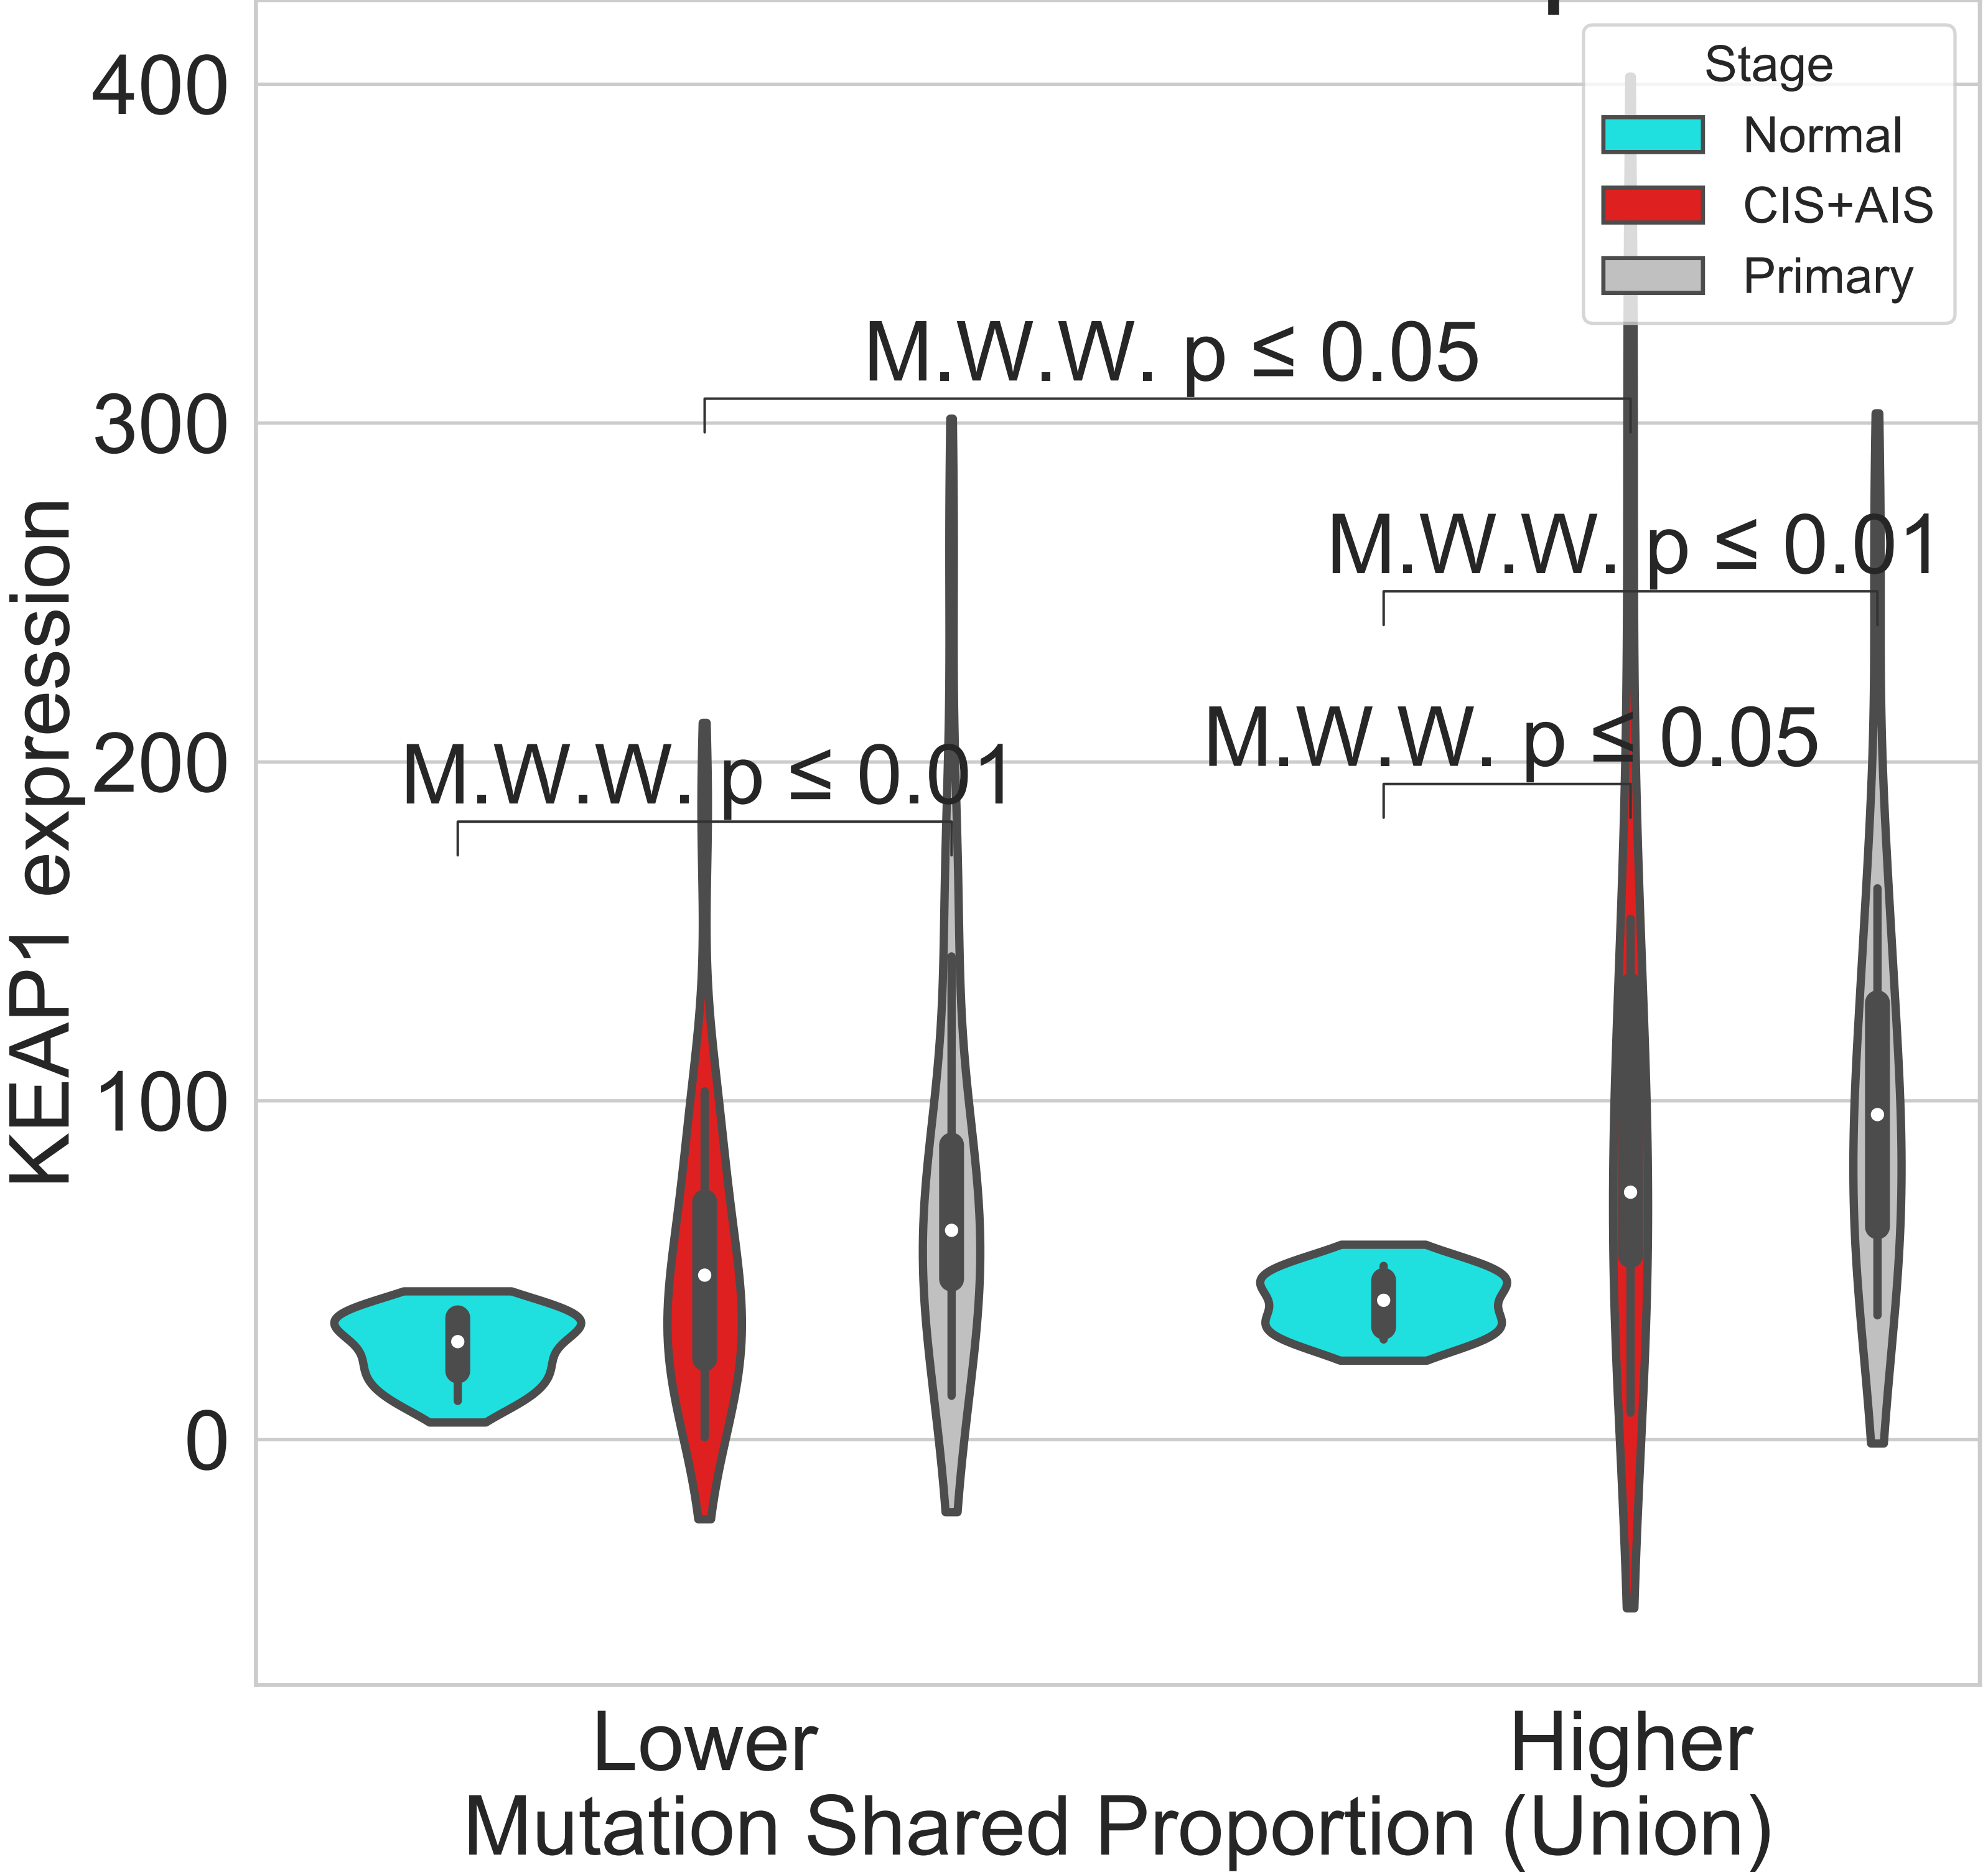 Stage
Normal
CIS+AIS
Primary
400
300
200
100
0
KEAP1 expression
M.W.W. p ≤ 0.05
M.W.W. p ≤ 0.01
M.W.W. p ≤ 0.05
M.W.W. p ≤ 0.01
Lower
Higher
Mutation Shared Proportion (Union)